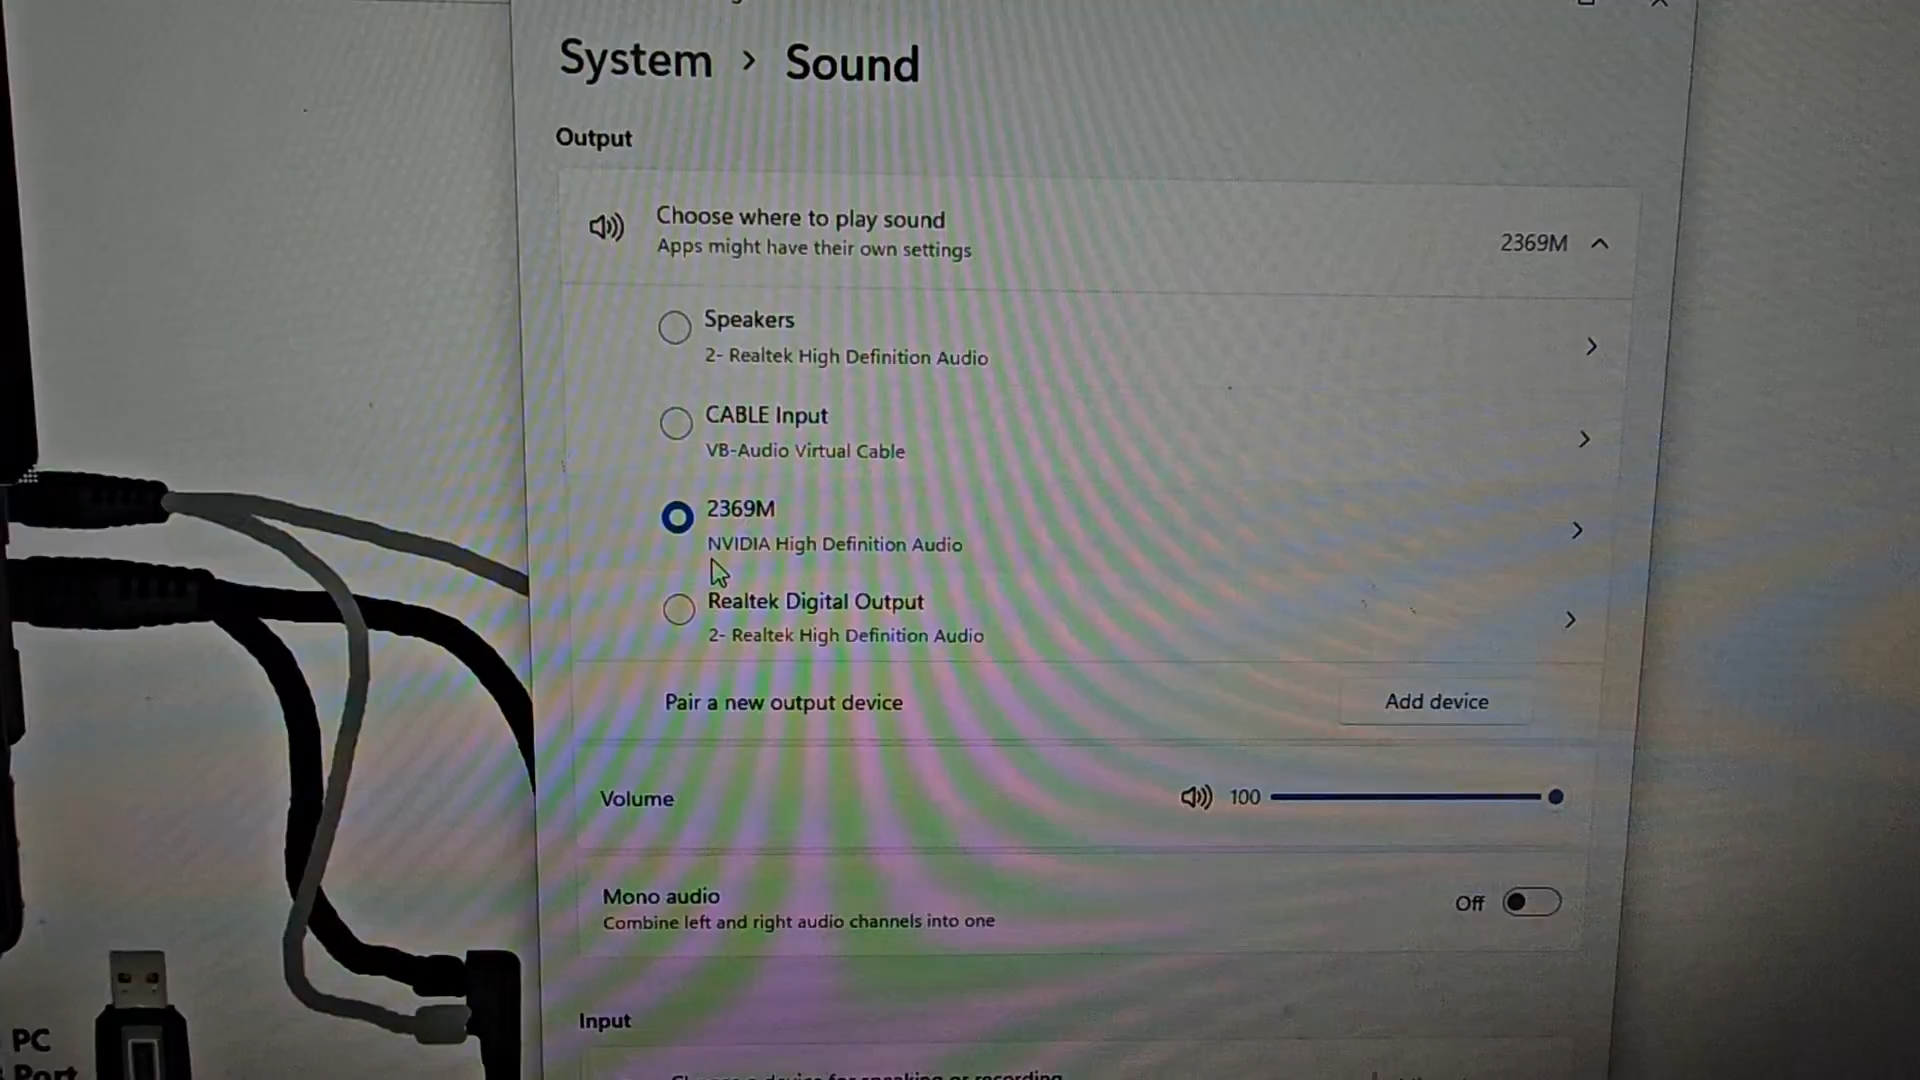 System > Sound
Output
Choose where to play sound
Apps might have their own settings
2369M
Speakers
2- Realtek High Definition Audio
CABLE Input
VB-Audio Virtual Cable
2369M
NVIDIA High Definition Audio
Realtek Digital Output
2- Realtek High Definition Audio
Pair a new output device
Add device
Volume
100
Mono audio
Combine left and right audio channels into one
Off
Input
PC
Port